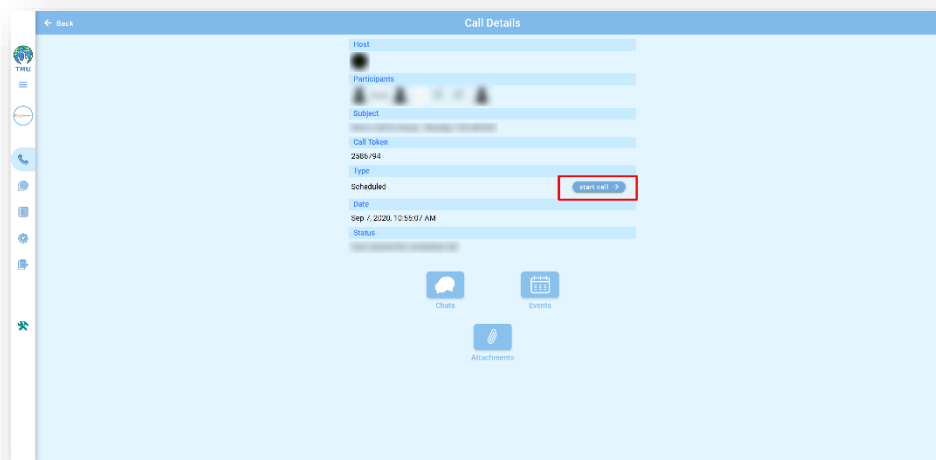 ← Back
Call Details
TMU
Host
Participants
Subject
Call Token
2586794
Type
Scheduled
start call →
Date
Sep 7, 2020, 10:55:07 AM
Status
Chats
Events
Attachments